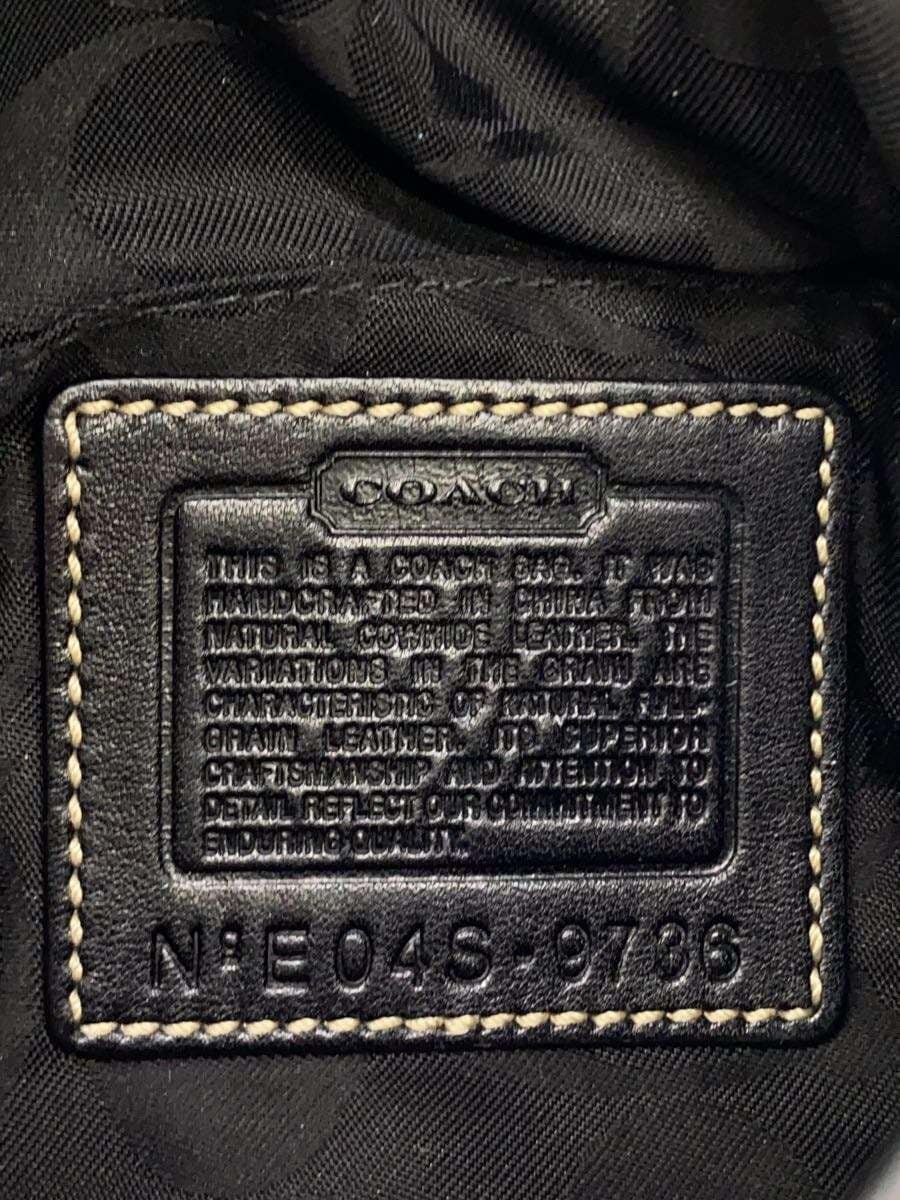 COACH
THIS IS A COACH BAG. IT WAS
HANDCRAFTED IN CHINA FROM
NATURAL COWHIDE LEATHER. THE
VARIATIONS IN THE GRAIN ARE
CHARACTERISTIC OF NATURAL FULL-
GRAIN LEATHER. ITS SUPERIOR
CRAFTSMANSHIP AND ATTENTION TO
DETAIL REFLECT OUR COMMITMENT TO
ENDURING QUALITY.
Nº E04S-9736